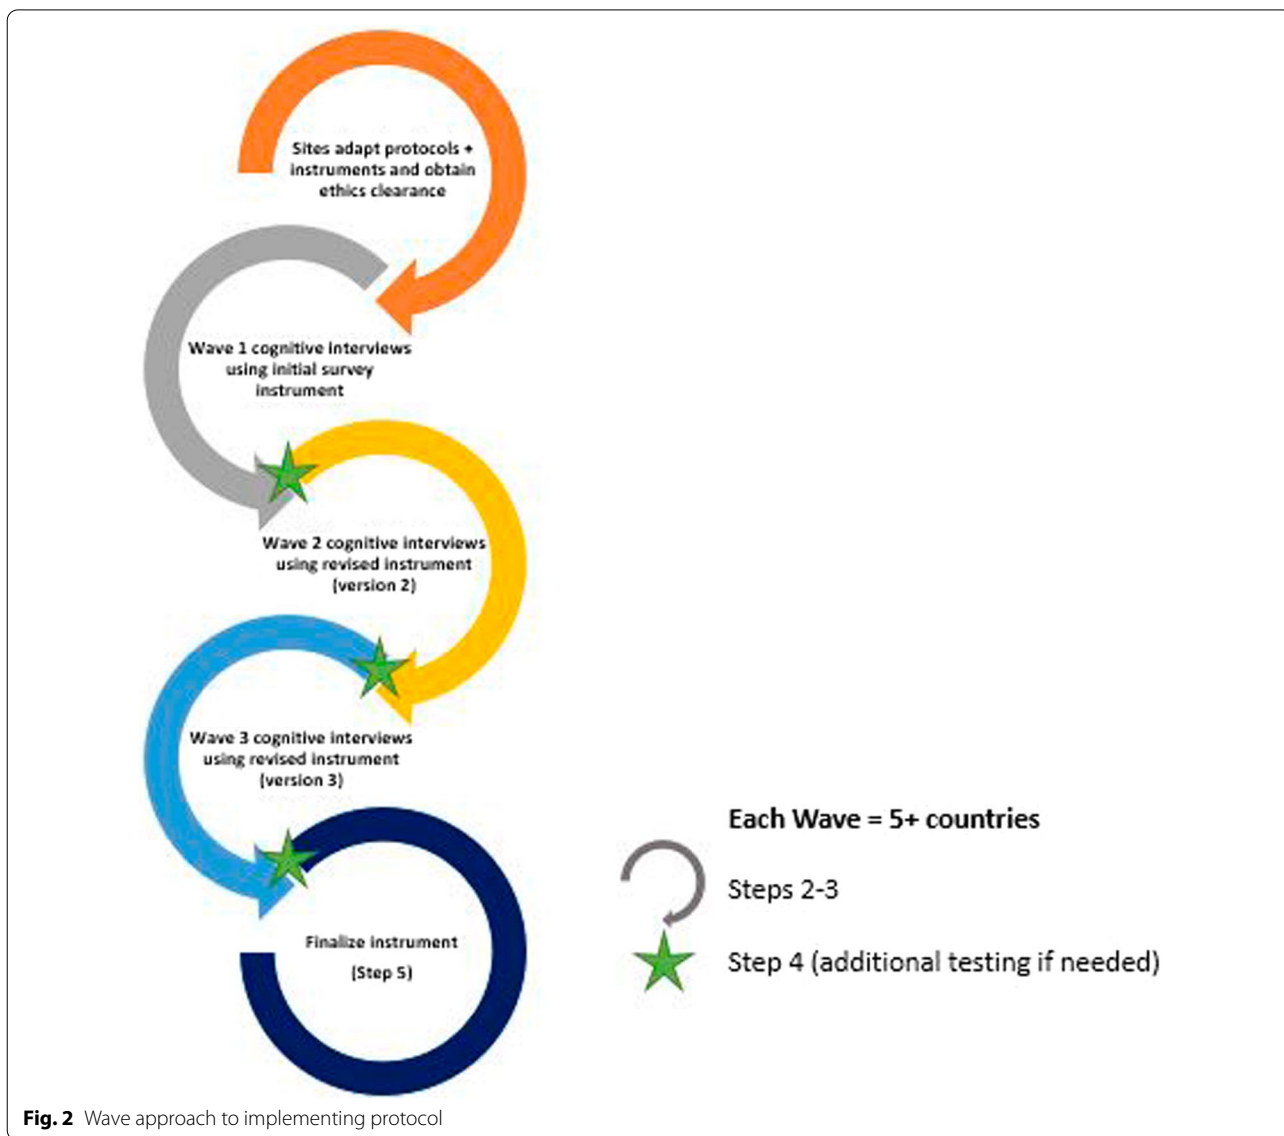 Sites adapt protocols +
instruments and obtain
ethics clearance
Wave 1 cognitive interviews
using initial survey
instrument
Wave 2 cognitive interviews
using revised instrument
(version 2)
Wave 3 cognitive interviews
using revised instrument
(version 3)
Finalize instrument
(Step 5)
Each Wave = 5+ countries
Steps 2-3
Step 4 (additional testing if needed)
Fig. 2 Wave approach to implementing protocol